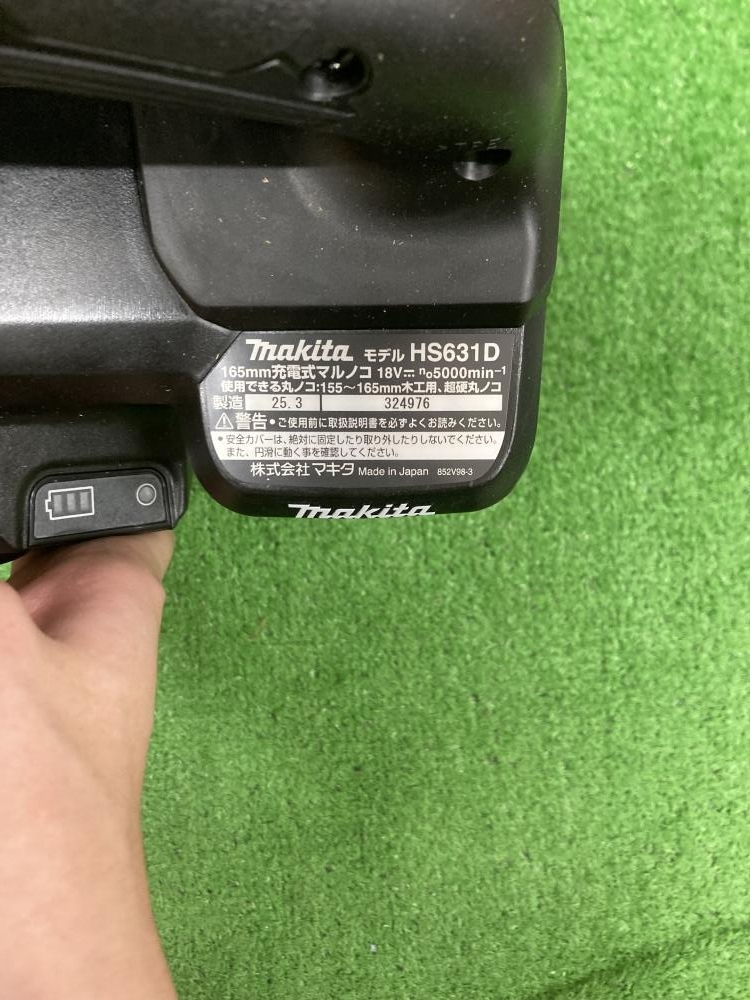 makita モデル HS631D
165mm充電式マルノコ 18V⎓ n₀5000min⁻¹
使用できる丸ノコ:155～165mm木工用、超硬丸ノコ
製造 25.3 324976
⚠警告・ご使用前に取扱説明書を必ずよくお読みください。
・安全カバーは、絶対に固定したり取り外したりしないでください。
また、円滑に動く事を確認してください。
株式会社マキタ Made in Japan 852V98-3
makita